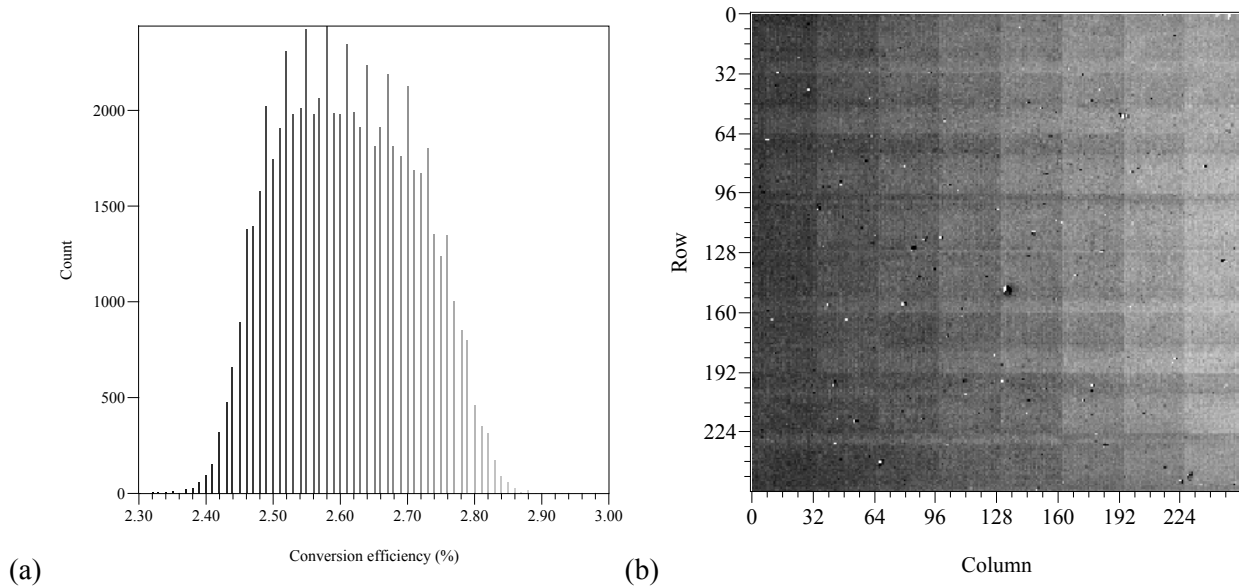 2000
1500
1000
500
0
Count
2.30 2.40 2.50 2.60 2.70 2.80 2.90 3.00
Conversion efficiency (%)
(a)
0
32
64
96
128
160
192
224
Row
0 32 64 96 128 160 192 224
Column
(b)